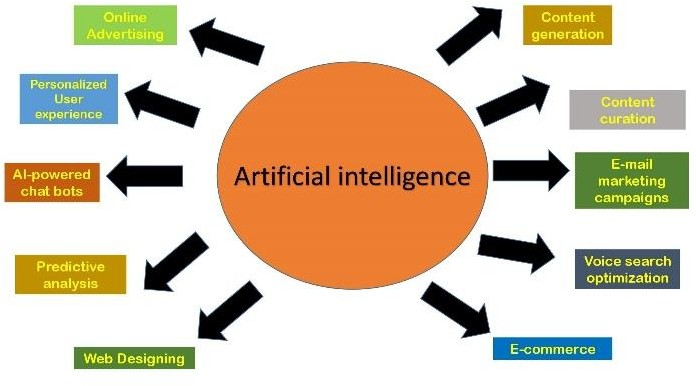 Online
Advertising
Content
generation
Personalized
User
experience
Content
curation
AI-powered
chat bots
Artificial intelligence
E-mail
marketing
campaigns
Predictive
analysis
Voice search
optimization
Web Designing
E-commerce